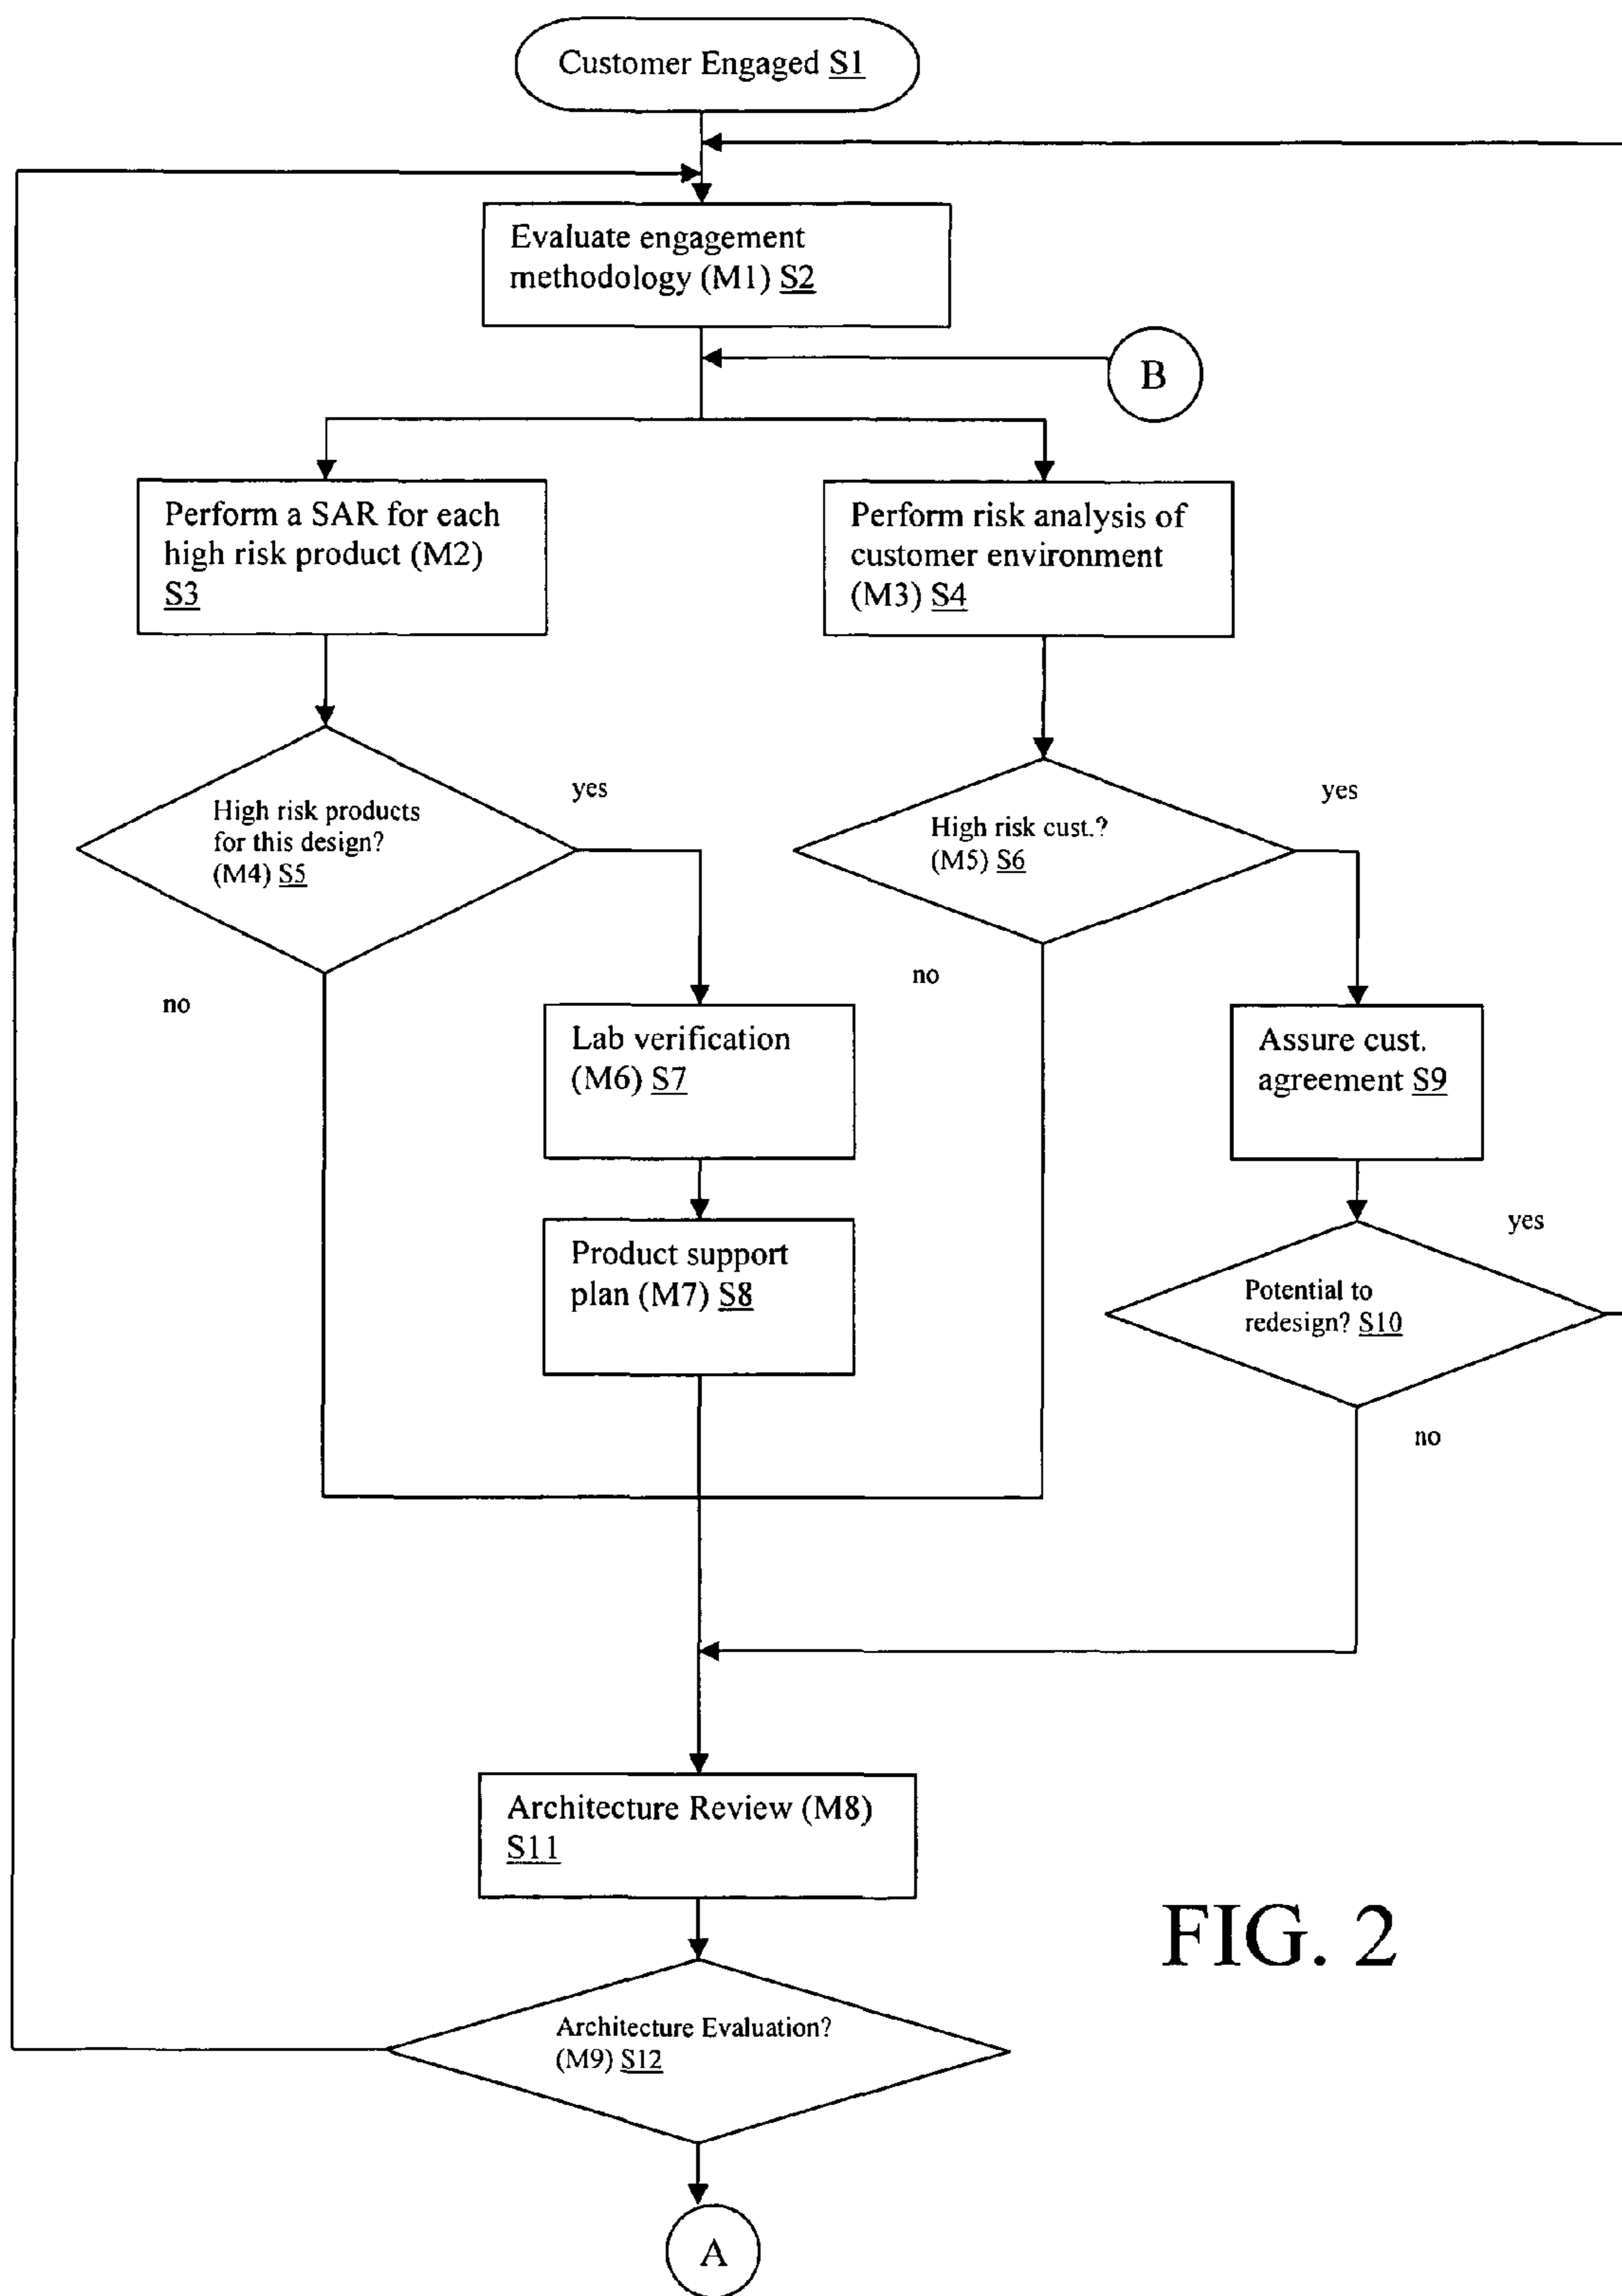 Customer Engaged S1
Evaluate engagement
methodology (M1) S2
B
Perform a SAR for each
high risk product (M2)
S3
Perform risk analysis of
customer environment
(M3) S4
High risk products
for this design?
(M4) S5
yes
no
High risk cust.?
(M5) S6
yes
no
Lab verification
(M6) S7
Assure cust.
agreement S9
Product support
plan (M7) S8
Potential to
redesign? S10
yes
no
Architecture Review (M8)
S11
FIG. 2
Architecture Evaluation?
(M9) S12
A